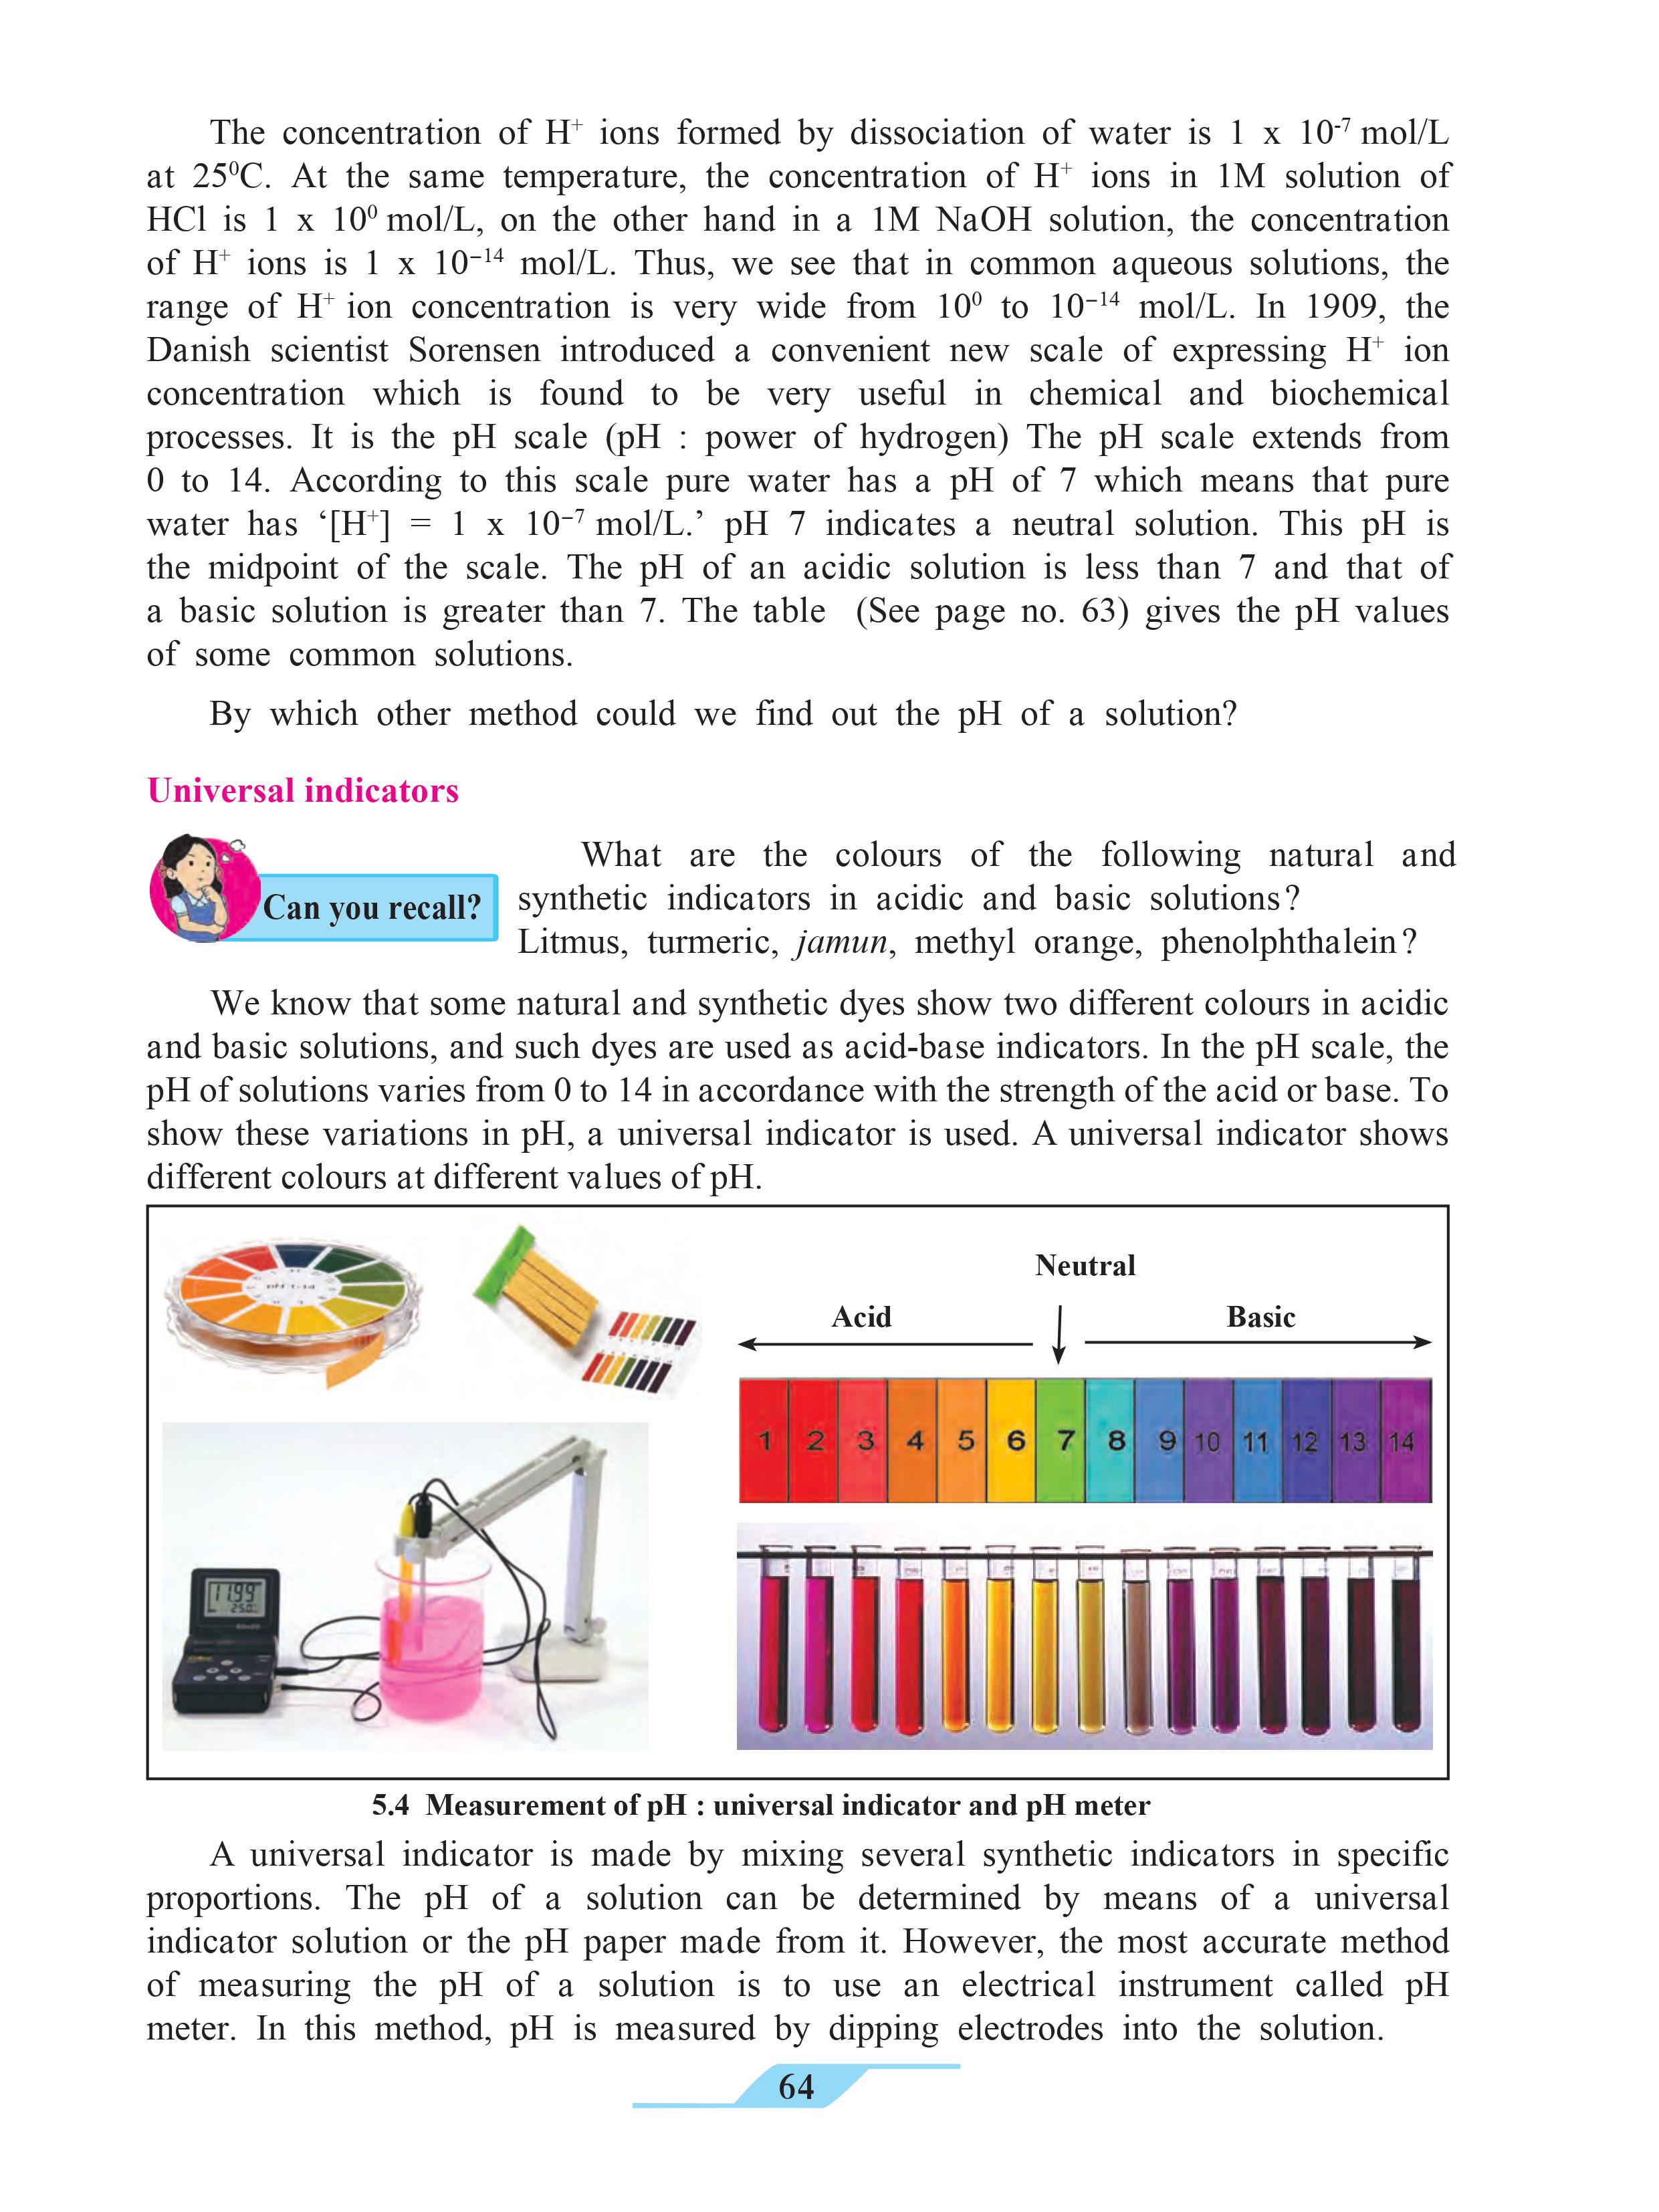 The concentration of H⁺ ions formed by dissociation of water is 1 x 10⁻⁷ mol/L
at 25⁰C. At the same temperature, the concentration of H⁺ ions in 1M solution of
HCl is 1 x 10⁰ mol/L, on the other hand in a 1M NaOH solution, the concentration
of H⁺ ions is 1 x 10⁻¹⁴ mol/L. Thus, we see that in common aqueous solutions, the
range of H⁺ ion concentration is very wide from 10⁰ to 10⁻¹⁴ mol/L. In 1909, the
Danish scientist Sorensen introduced a convenient new scale of expressing H⁺ ion
concentration which is found to be very useful in chemical and biochemical
processes. It is the pH scale (pH : power of hydrogen) The pH scale extends from
0 to 14. According to this scale pure water has a pH of 7 which means that pure
water has ‘[H⁺] = 1 x 10⁻⁷ mol/L.’ pH 7 indicates a neutral solution. This pH is
the midpoint of the scale. The pH of an acidic solution is less than 7 and that of
a basic solution is greater than 7. The table (See page no. 63) gives the pH values
of some common solutions.
By which other method could we find out the pH of a solution?
Universal indicators
Can you recall?
What are the colours of the following natural and
synthetic indicators in acidic and basic solutions?
Litmus, turmeric, jamun, methyl orange, phenolphthalein?
We know that some natural and synthetic dyes show two different colours in acidic
and basic solutions, and such dyes are used as acid-base indicators. In the pH scale, the
pH of solutions varies from 0 to 14 in accordance with the strength of the acid or base. To
show these variations in pH, a universal indicator is used. A universal indicator shows
different colours at different values of pH.
pH 1-14
Neutral
Acid
Basic
1 2 3 4 5 6 7 8 9 10 11 12 13 14
11.99
25.0
5.4 Measurement of pH : universal indicator and pH meter
A universal indicator is made by mixing several synthetic indicators in specific
proportions. The pH of a solution can be determined by means of a universal
indicator solution or the pH paper made from it. However, the most accurate method
of measuring the pH of a solution is to use an electrical instrument called pH
meter. In this method, pH is measured by dipping electrodes into the solution.
64